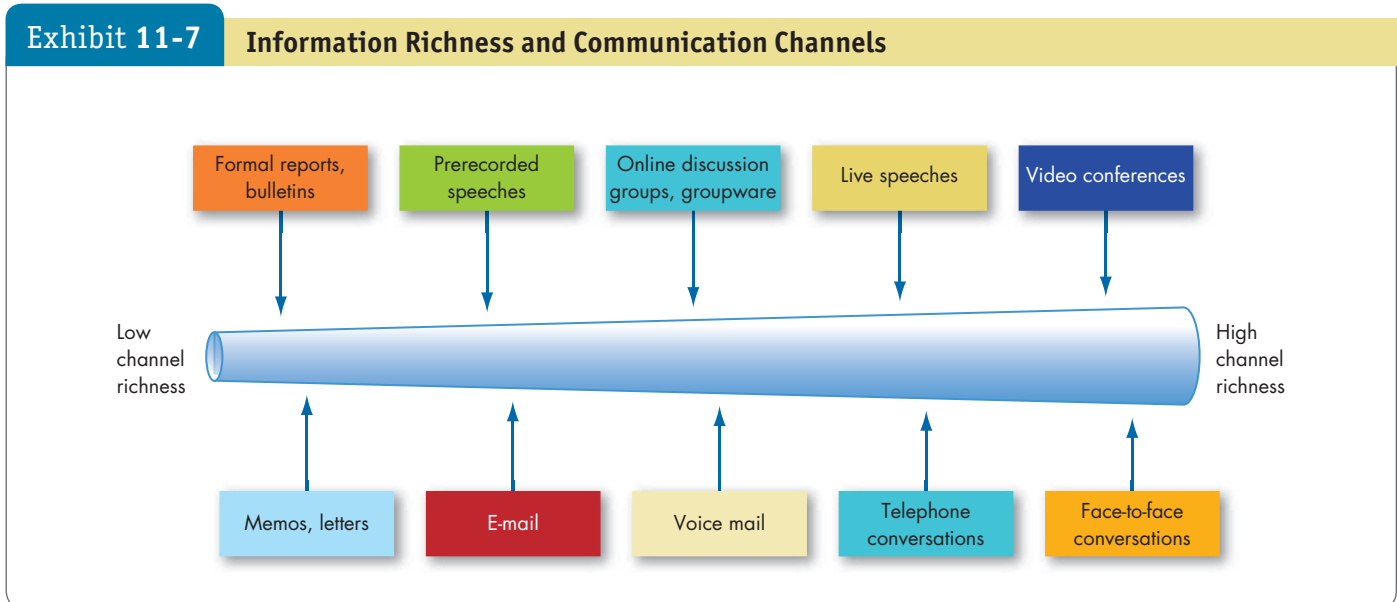 Exhibit 11-7
Information Richness and Communication Channels
Formal reports,
bulletins
Prerecorded
speeches
Online discussion
groups, groupware
Live speeches
Video conferences
Low
channel
richness
High
channel
richness
Memos, letters
E-mail
Voice mail
Telephone
conversations
Face-to-face
conversations